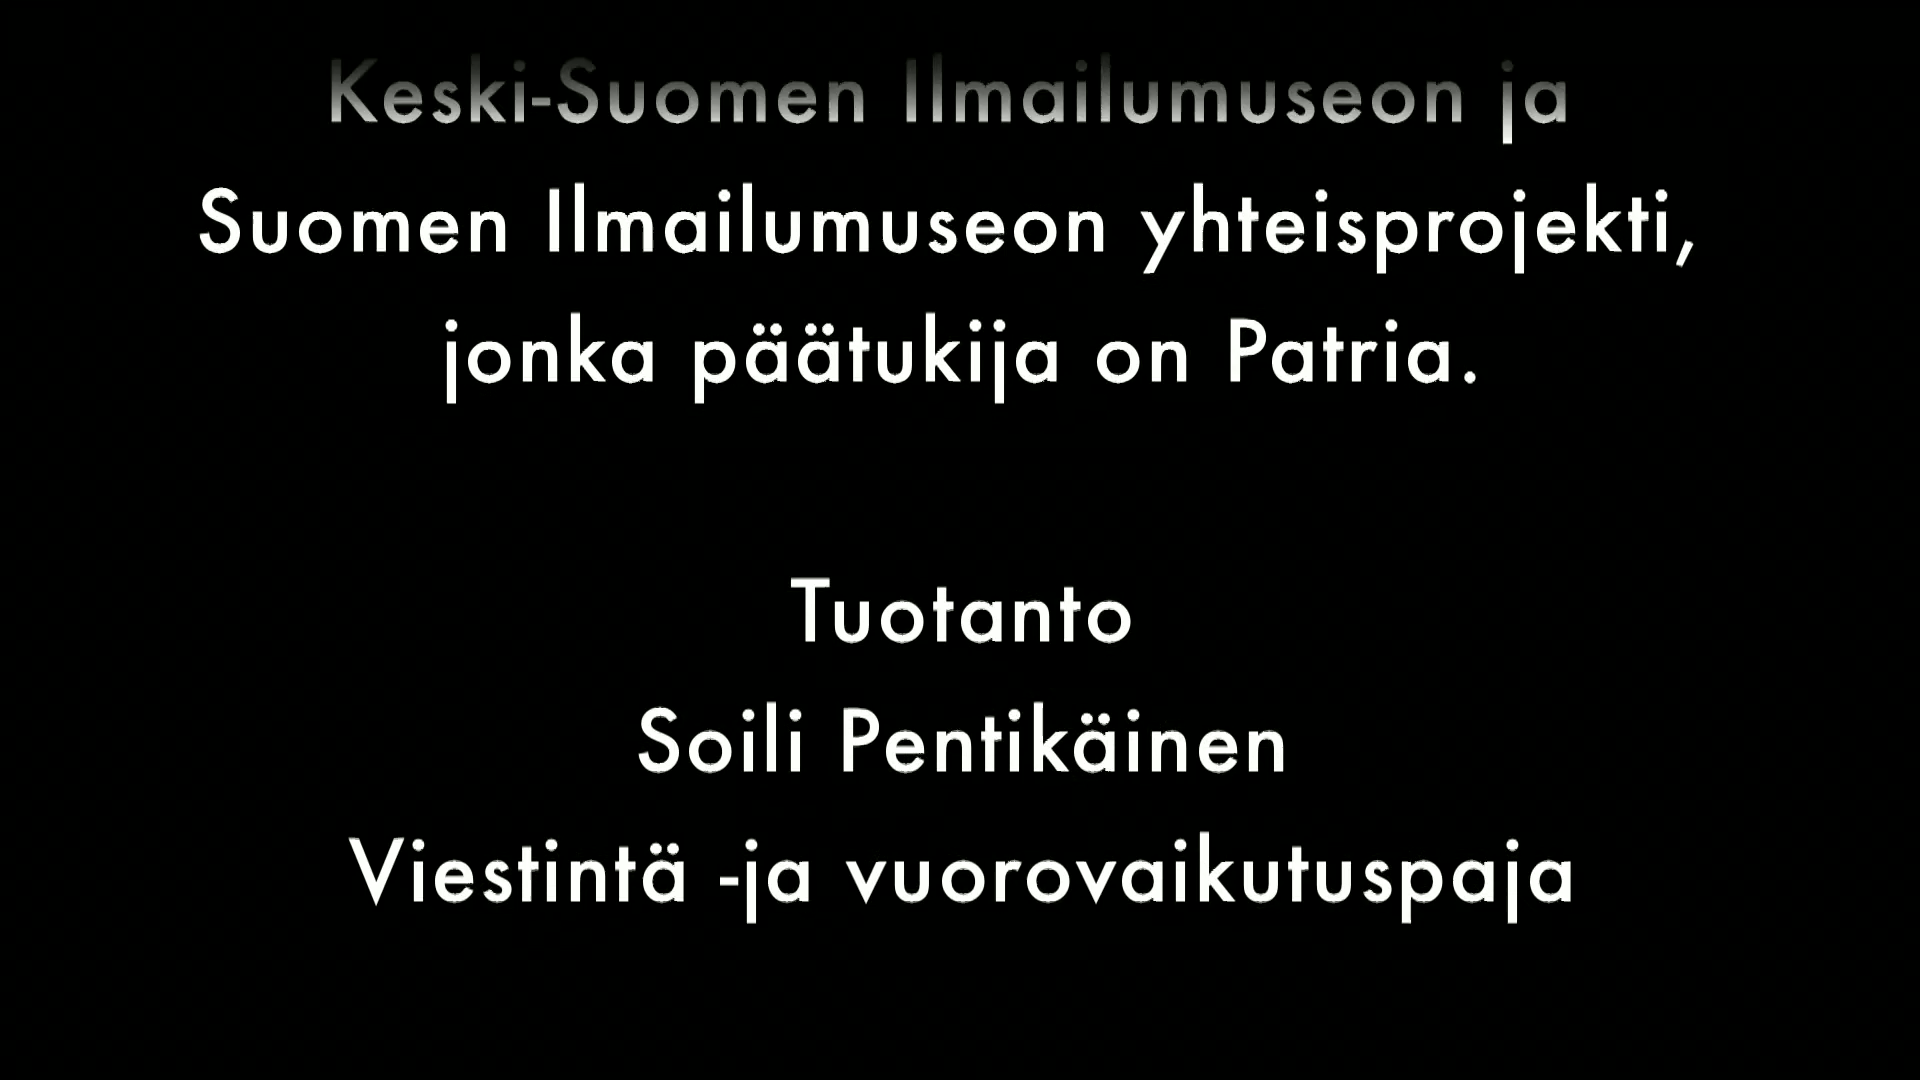 Keski-Suomen Ilmailumuseon ja
Suomen Ilmailumuseon yhteisprojekti,
jonka päätukija on Patria.
Tuotanto
Soili Pentikäinen
Viestintä -ja vuorovaikutuspaja